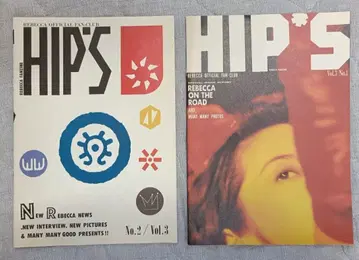 REBECCA OFFICIAL FAN CLUB
HIP'S
REBECCA FANZINE
NEW REBECCA NEWS
.NEW INTERVIEW. NEW PICTURES
& MANY MANY GOOD PRESENTS!!
No.2/Vol.3
HIP*S
REBECCA OFFICIAL FAN CLUB
Vol.3 No.1
REBECCA
ON THE
ROAD
AND
MANY MANY PHOTOS